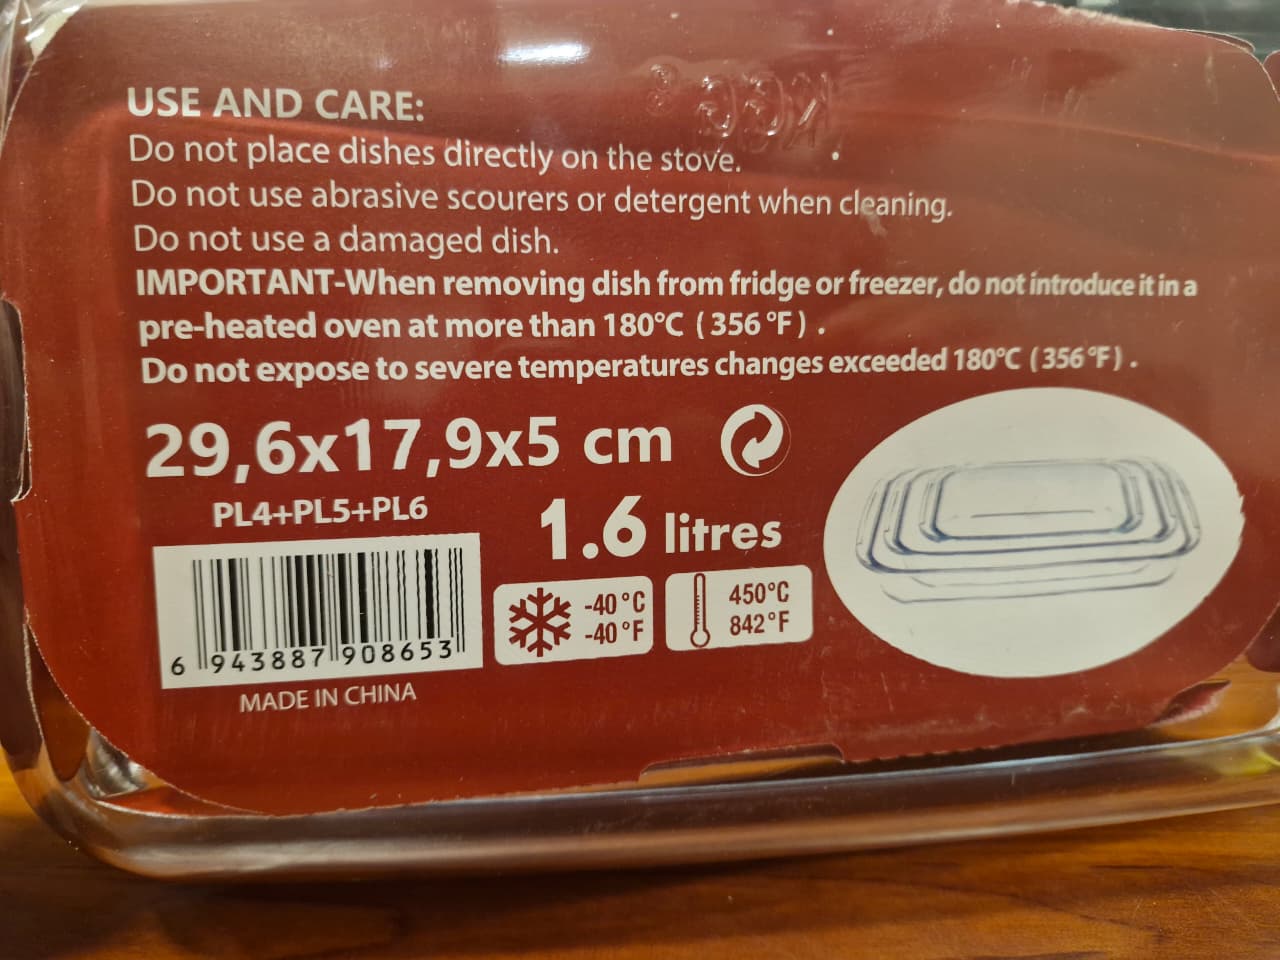 USE AND CARE:
Do not place dishes directly on the stove.
Do not use abrasive scourers or detergent when cleaning.
Do not use a damaged dish.
IMPORTANT-When removing dish from fridge or freezer, do not introduce it in a
pre-heated oven at more than 180°C ( 356 °F ) .
Do not expose to severe temperatures changes exceeded 180°C ( 356 °F ) .
29,6x17,9x5 cm
PL4+PL5+PL6
1.6 litres
-40°C
-40°F
450°C
842°F
6 943887 908653
MADE IN CHINA